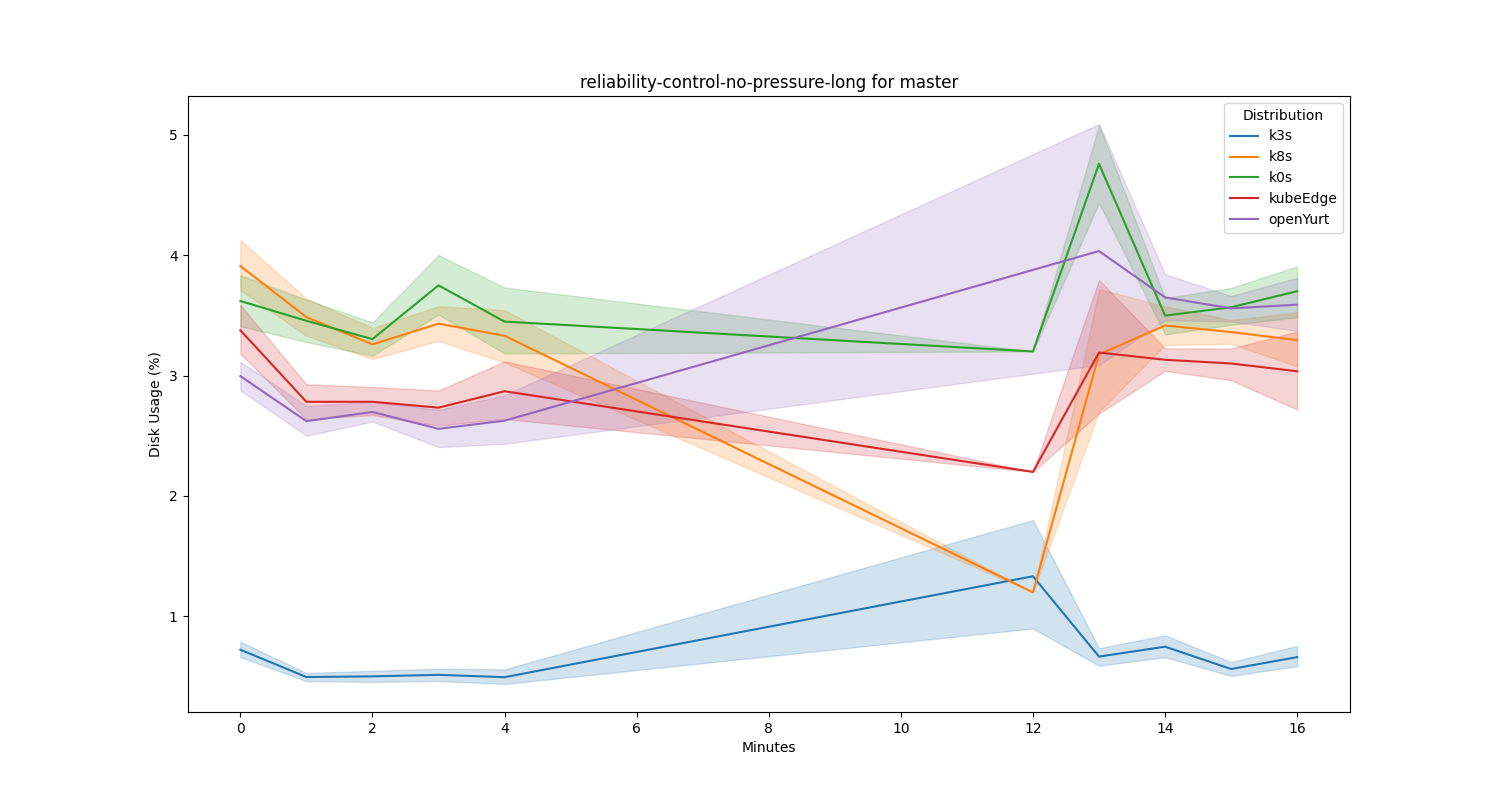 reliability-control-no-pressure-long for master
Distribution
k3s
k8s
k0s
kubeEdge
openYurt
Disk Usage (%)
5
4
3
2
1
0 2 4 6 8 10 12 14 16
Minutes